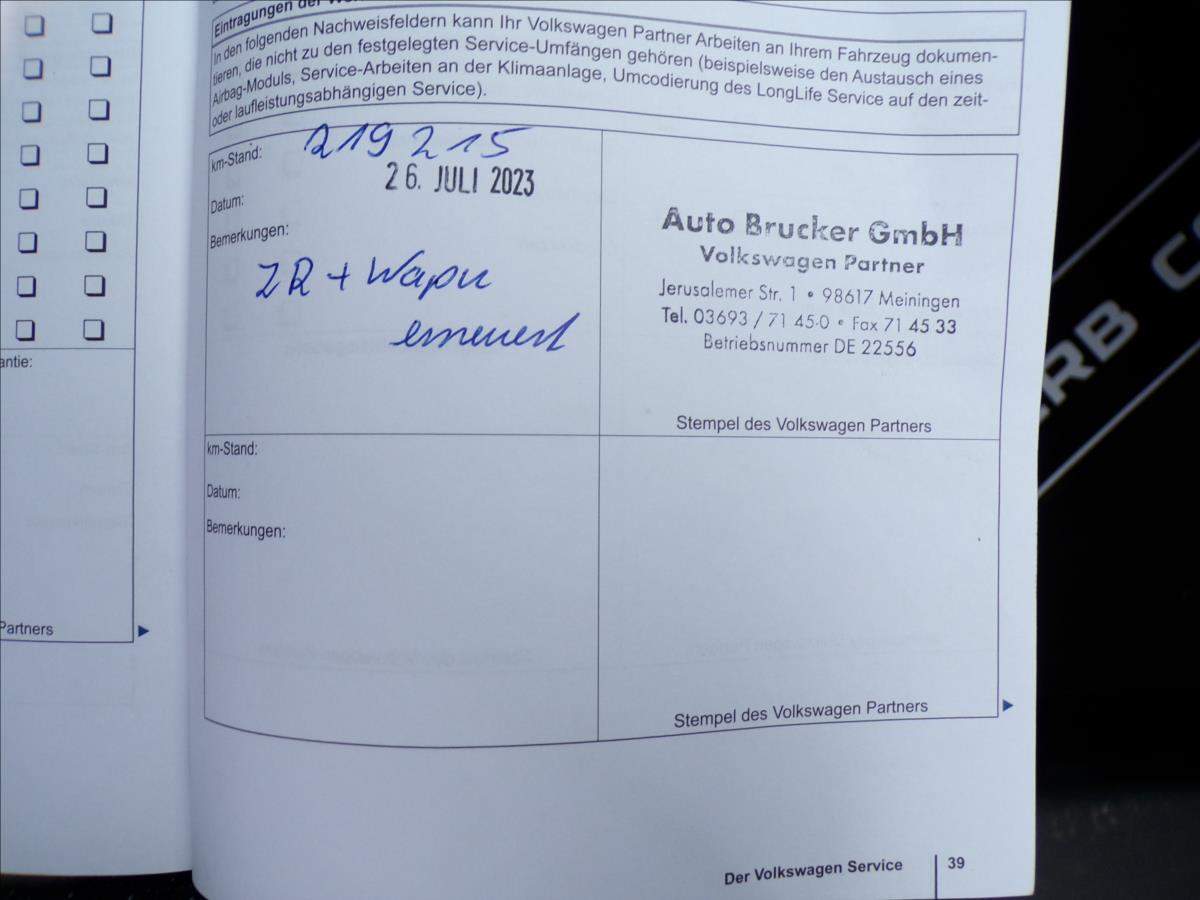 antie:
Partners
Eintragungen der
In den folgenden Nachweisfeldern kann Ihr Volkswagen Partner Arbeiten an Ihrem Fahrzeug dokumen-
tieren, die nicht zu den festgelegten Service-Umfängen gehören (beispielsweise den Austausch eines
Airbag-Moduls, Service-Arbeiten an der Klimaanlage, Umcodierung des LongLife Service auf den zeit-
oder laufleistungsabhängigen Service).
km-Stand: 219 215
Datum: 26. JULI 2023
Bemerkungen:
ZR + Wapu
erneuert
Auto Brucker GmbH
Volkswagen Partner
Jerusalemer Str. 1 • 98617 Meiningen
Tel. 03693 / 71 45-0 • Fax 71 45 33
Betriebsnummer DE 22556
Stempel des Volkswagen Partners
km-Stand:
Datum:
Bemerkungen:
Stempel des Volkswagen Partners
Der Volkswagen Service 39